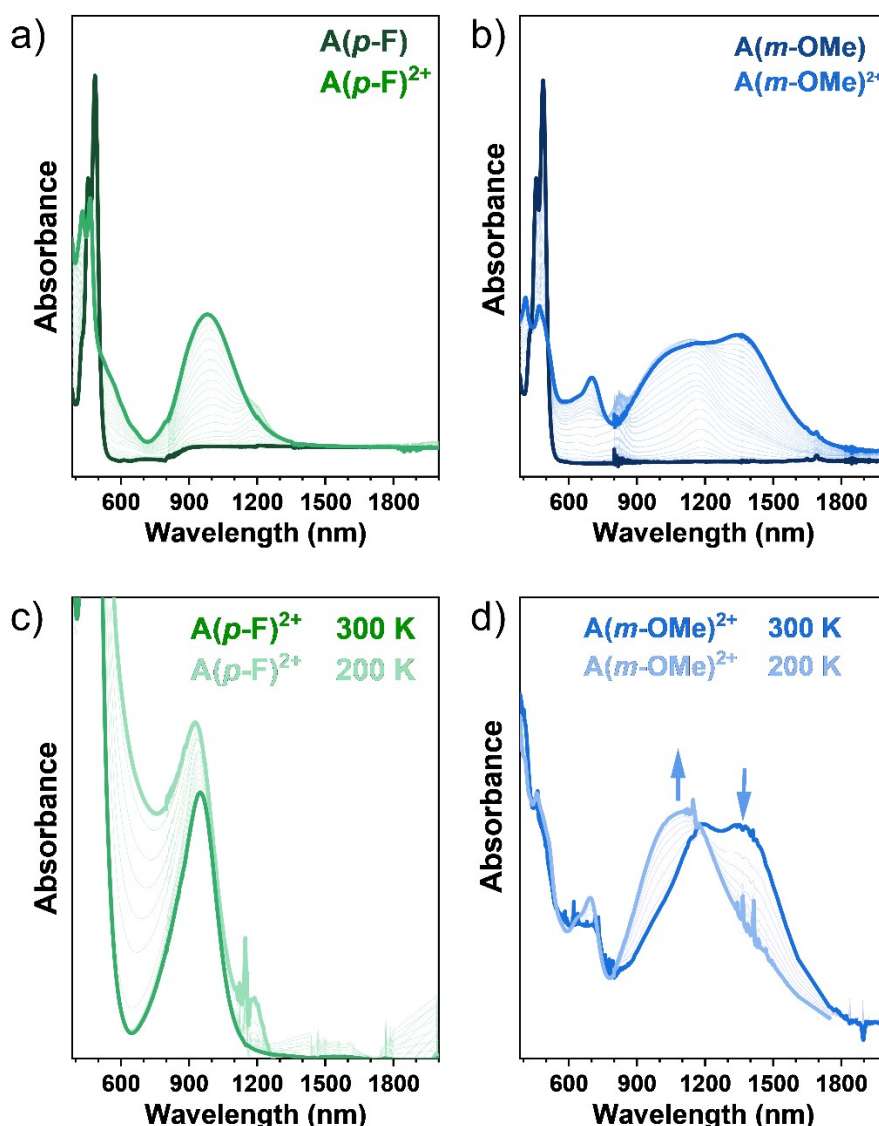 a)
A(p-F)
A(p-F)²⁺
Absorbance
600 900 1200 1500 1800
Wavelength (nm)
b)
A(m-OMe)
A(m-OMe)²⁺
Absorbance
600 900 1200 1500 1800
Wavelength (nm)
c)
A(p-F)²⁺ 300 K
A(p-F)²⁺ 200 K
Absorbance
600 900 1200 1500 1800
Wavelength (nm)
d)
A(m-OMe)²⁺ 300 K
A(m-OMe)²⁺ 200 K
Absorbance
600 900 1200 1500 1800
Wavelength (nm)